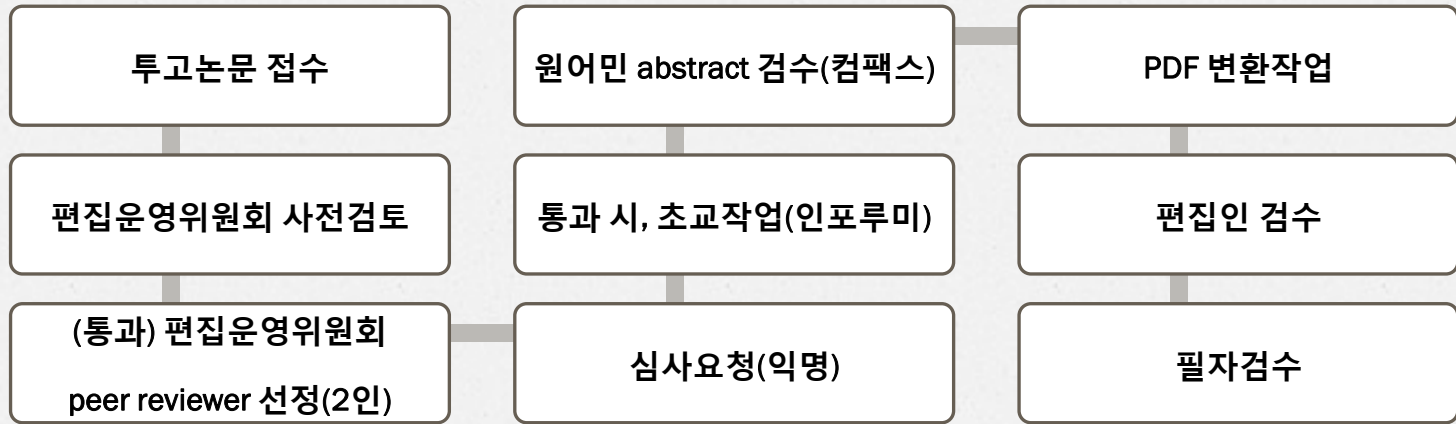 투고논문 접수
편집운영위원회 사전검토
(통과) 편집운영위원회
peer reviewer 선정(2인)
심사요청(익명)
통과 시, 초교작업(인포루미)
원어민 abstract 검수(컴팩스)
PDF 변환작업
편집인 검수
필자검수